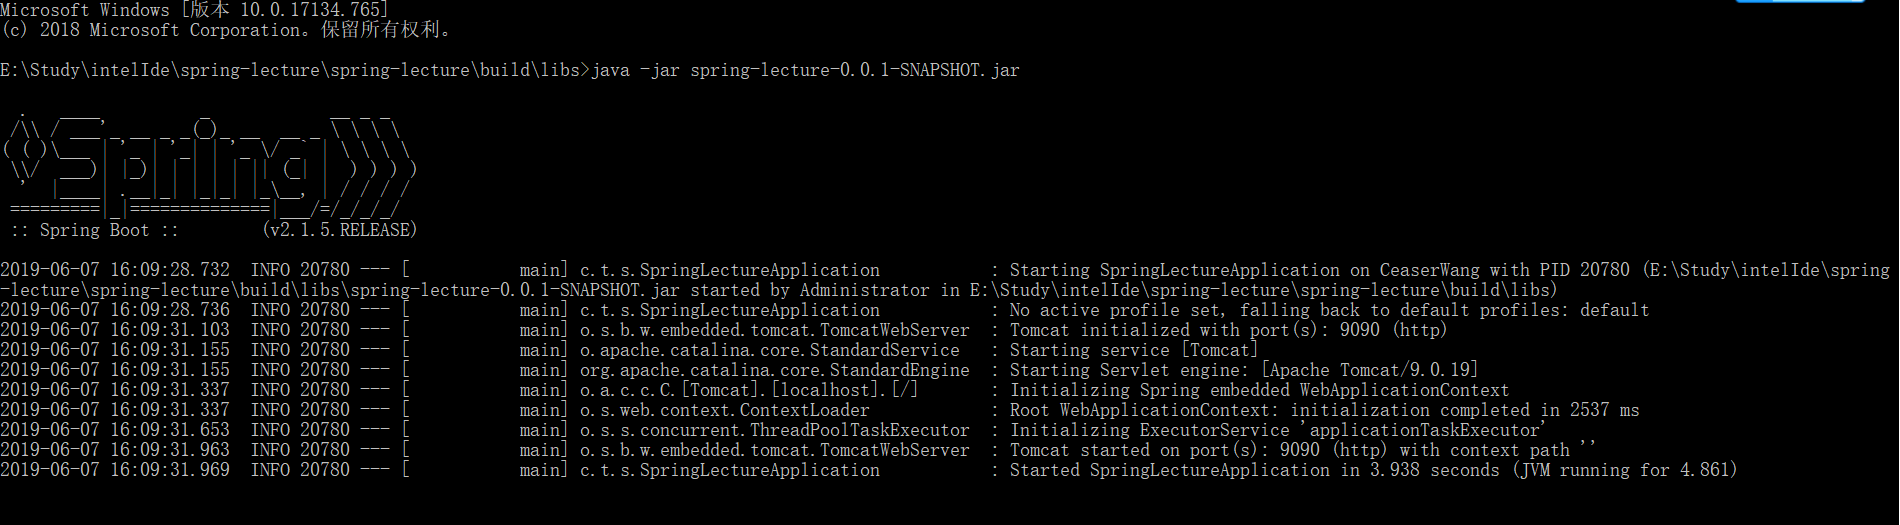 Microsoft Windows [版本 10.0.17134.765]
(c) 2018 Microsoft Corporation。保留所有权利。
E:\Study\intelIde\spring-lecture\spring-lecture\build\libs>java -jar spring-lecture-0.0.1-SNAPSHOT.jar
  .   ____          _            __ _ _
 /\\ / ___'_ __ _ _(_)_ __  __ _ \ \ \ \
( ( )\___ | '_ | '_| | '_ \/ _` | \ \ \ \
 \\/  ___)| |_)| | | | | || (_| |  ) ) ) )
  '  |____| .__|_| |_|_| |_\__, | / / / /
 =========|_|==============|___/=/_/_/_/
 :: Spring Boot ::        (v2.1.5.RELEASE)
2019-06-07 16:09:28.732  INFO 20780 --- [           main] c.t.s.SpringLectureApplication           : Starting SpringLectureApplication on CeaserWang with PID 20780 (E:\Study\intelIde\spring
-lecture\spring-lecture\build\libs\spring-lecture-0.0.1-SNAPSHOT.jar started by Administrator in E:\Study\intelIde\spring-lecture\spring-lecture\build\libs)
2019-06-07 16:09:28.736  INFO 20780 --- [           main] c.t.s.SpringLectureApplication           : No active profile set, falling back to default profiles: default
2019-06-07 16:09:31.103  INFO 20780 --- [           main] o.s.b.w.embedded.tomcat.TomcatWebServer  : Tomcat initialized with port(s): 9090 (http)
2019-06-07 16:09:31.155  INFO 20780 --- [           main] o.apache.catalina.core.StandardService   : Starting service [Tomcat]
2019-06-07 16:09:31.155  INFO 20780 --- [           main] org.apache.catalina.core.StandardEngine  : Starting Servlet engine: [Apache Tomcat/9.0.19]
2019-06-07 16:09:31.337  INFO 20780 --- [           main] o.a.c.c.C.[Tomcat].[localhost].[/]       : Initializing Spring embedded WebApplicationContext
2019-06-07 16:09:31.337  INFO 20780 --- [           main] o.s.web.context.ContextLoader            : Root WebApplicationContext: initialization completed in 2537 ms
2019-06-07 16:09:31.653  INFO 20780 --- [           main] o.s.s.concurrent.ThreadPoolTaskExecutor  : Initializing ExecutorService 'applicationTaskExecutor'
2019-06-07 16:09:31.963  INFO 20780 --- [           main] o.s.b.w.embedded.tomcat.TomcatWebServer  : Tomcat started on port(s): 9090 (http) with context path ''
2019-06-07 16:09:31.969  INFO 20780 --- [           main] c.t.s.SpringLectureApplication           : Started SpringLectureApplication in 3.938 seconds (JVM running for 4.861)